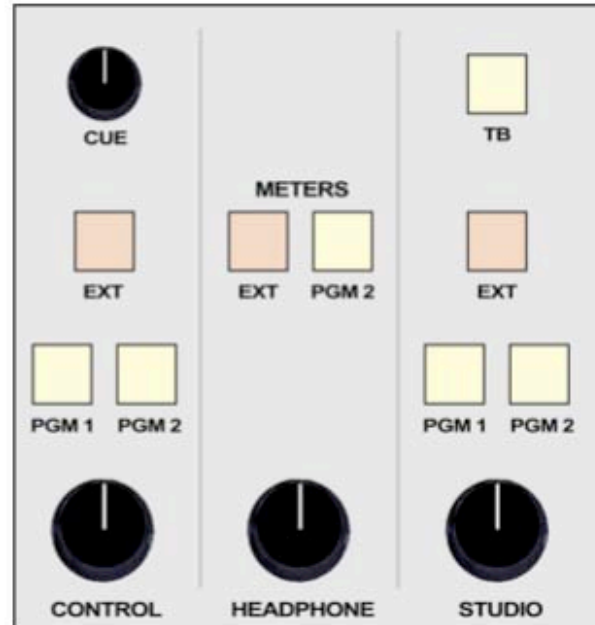 CUE
TB
METERS
EXT
EXT
PGM 2
EXT
PGM 1
PGM 2
PGM 1
PGM 2
CONTROL
HEADPHONE
STUDIO